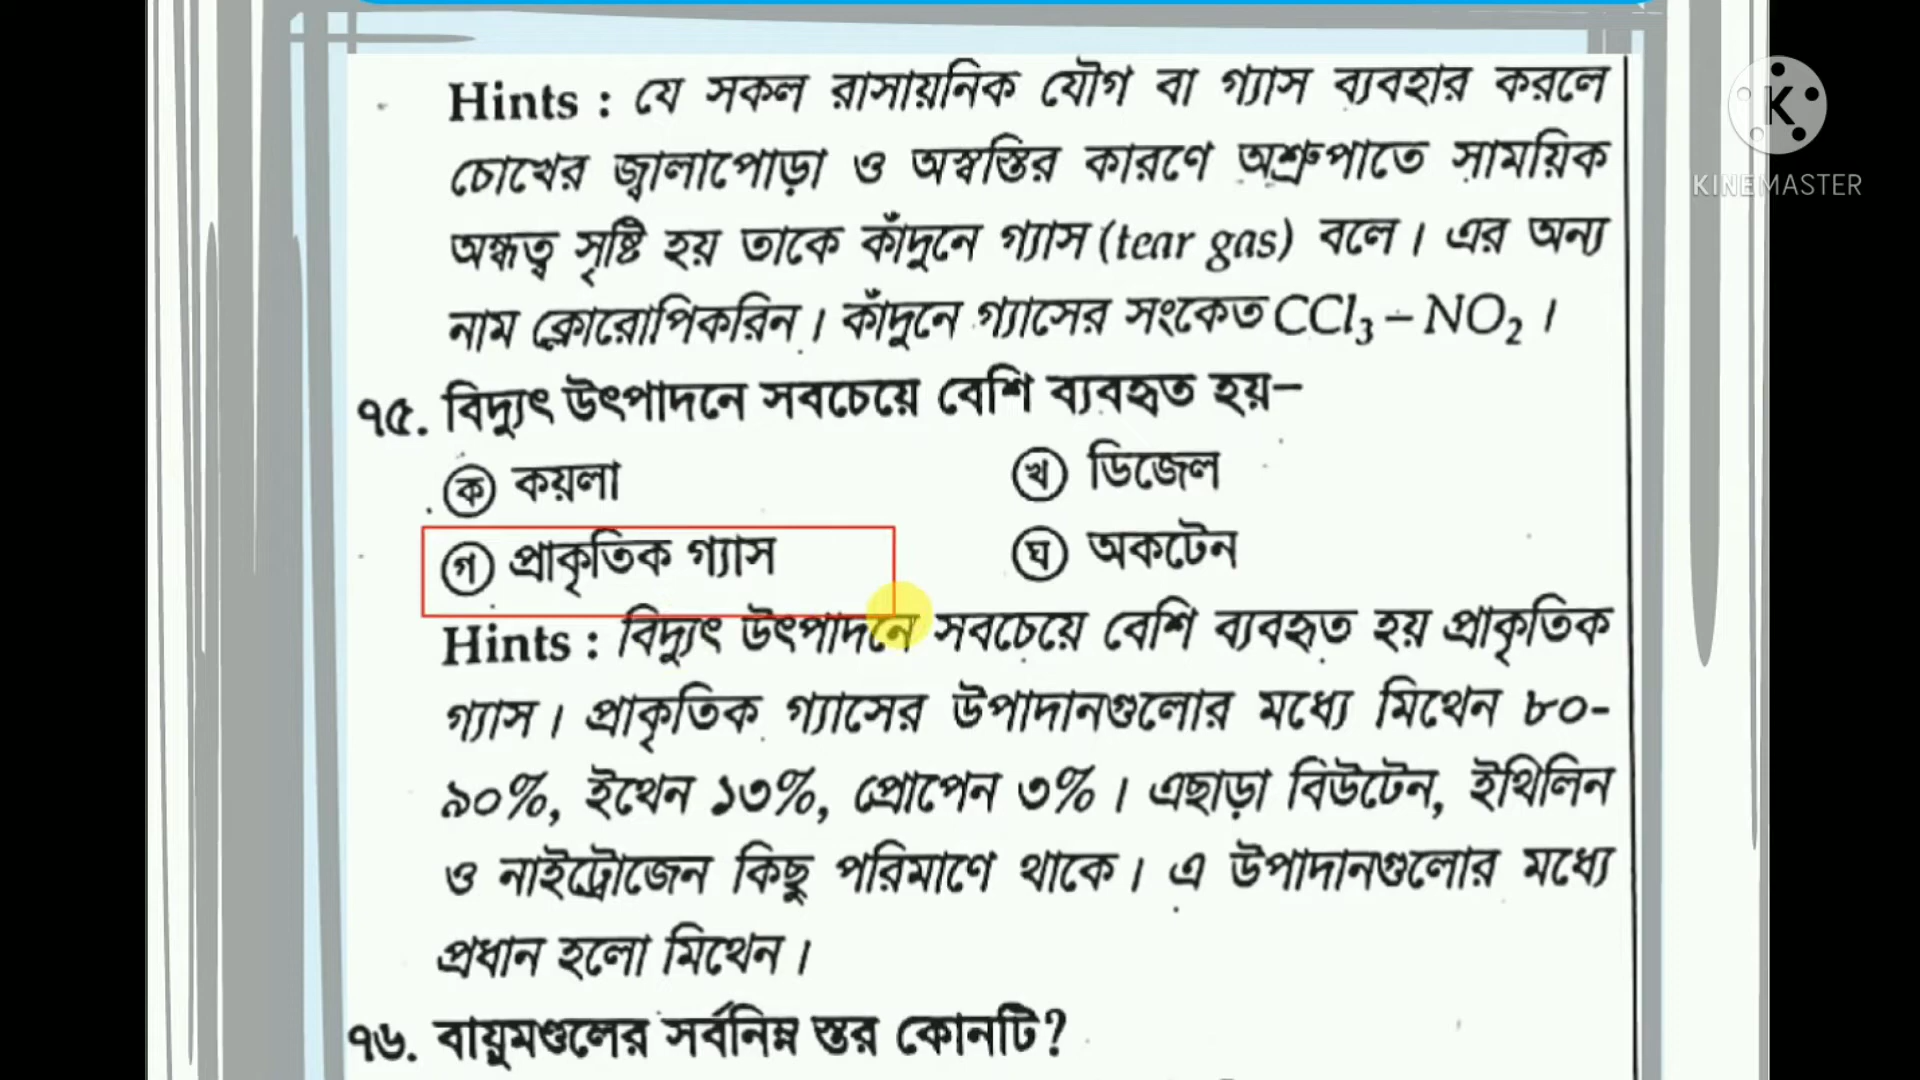 Hints : যে সকল রাসায়নিক যৌগ বা গ্যাস ব্যবহার করলে
চোখের জ্বালাপোড়া ও অস্বস্তির কারণে অশ্রুপাতে সাময়িক
অন্ধত্ব সৃষ্টি হয় তাকে কাঁদুনে গ্যাস (tear gas) বলে। এর অন্য
নাম ক্লোরোপিকরিন। কাঁদুনে গ্যাসের সংকেত CCl₃ – NO₂ ।
৭৫. বিদ্যুৎ উৎপাদনে সবচেয়ে বেশি ব্যবহৃত হয়–
ক কয়লা খ ডিজেল
গ প্রাকৃতিক গ্যাস ঘ অকটেন
Hints : বিদ্যুৎ উৎপাদনে সবচেয়ে বেশি ব্যবহৃত হয় প্রাকৃতিক
গ্যাস। প্রাকৃতিক গ্যাসের উপাদানগুলোর মধ্যে মিথেন ৮০-
৯০%, ইথেন ১৩%, প্রোপেন ৩%। এছাড়া বিউটেন, ইথিলিন
ও নাইট্রোজেন কিছু পরিমাণে থাকে। এ উপাদানগুলোর মধ্যে
প্রধান হলো মিথেন।
৭৬. বায়ুমণ্ডলের সর্বনিম্ন স্তর কোনটি?
K
KINEMASTER